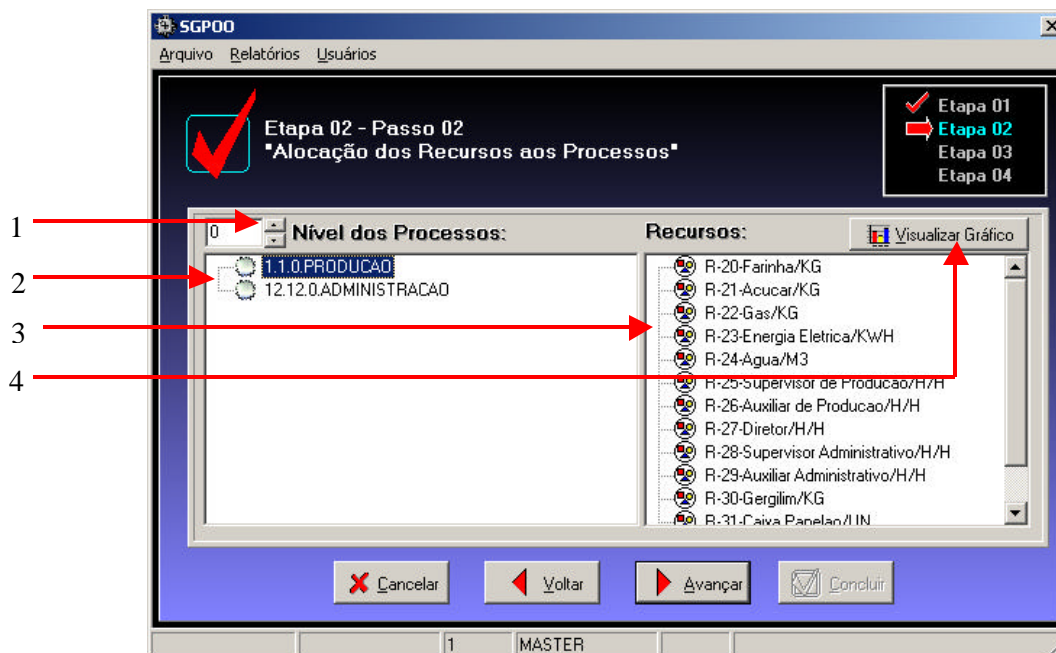 SGPOO
Arquivo Relatórios Usuários
Etapa 02 - Passo 02
"Alocação dos Recursos aos Processos"
Etapa 01
Etapa 02
Etapa 03
Etapa 04
1
0
Nível dos Processos:
Recursos:
Visualizar Gráfico
2
1.1.0.PRODUCAO
12.12.0.ADMINISTRACAO
3
4
R-20-Farinha/KG
R-21-Acucar/KG
R-22-Gas/KG
R-23-Energia Eletrica/KWH
R-24-Agua/M3
R-25-Supervisor de Producao/H/H
R-26-Auxiliar de Producao/H/H
R-27-Diretor/H/H
R-28-Supervisor Administrativo/H/H
R-29-Auxiliar Administrativo/H/H
R-30-Gergilim/KG
R-31-Caixa Papelao/UN
Cancelar
Voltar
Avançar
Concluir
1
MASTER